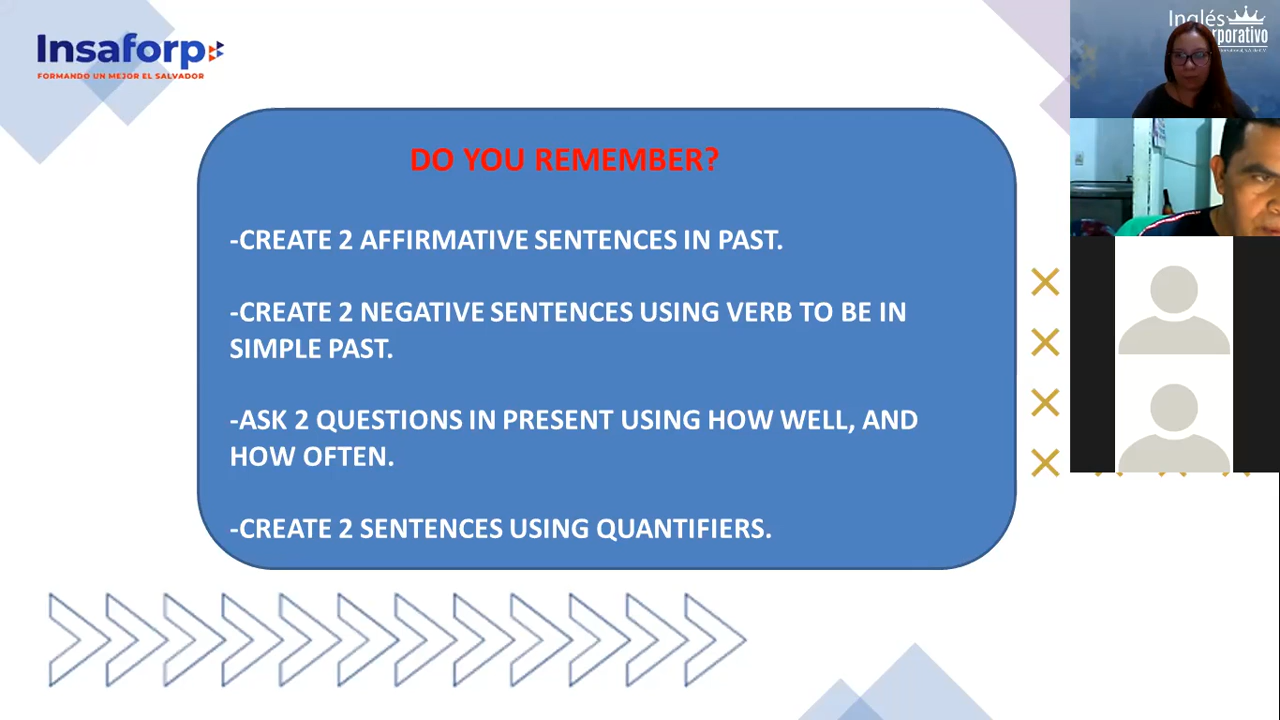 Insaforp
FORMANDO UN MEJOR EL SALVADOR
Inglés
DO YOU REMEMBER?
-CREATE 2 AFFIRMATIVE SENTENCES IN PAST.
-CREATE 2 NEGATIVE SENTENCES USING VERB TO BE IN
SIMPLE PAST.
-ASK 2 QUESTIONS IN PRESENT USING HOW WELL, AND
HOW OFTEN.
-CREATE 2 SENTENCES USING QUANTIFIERS.